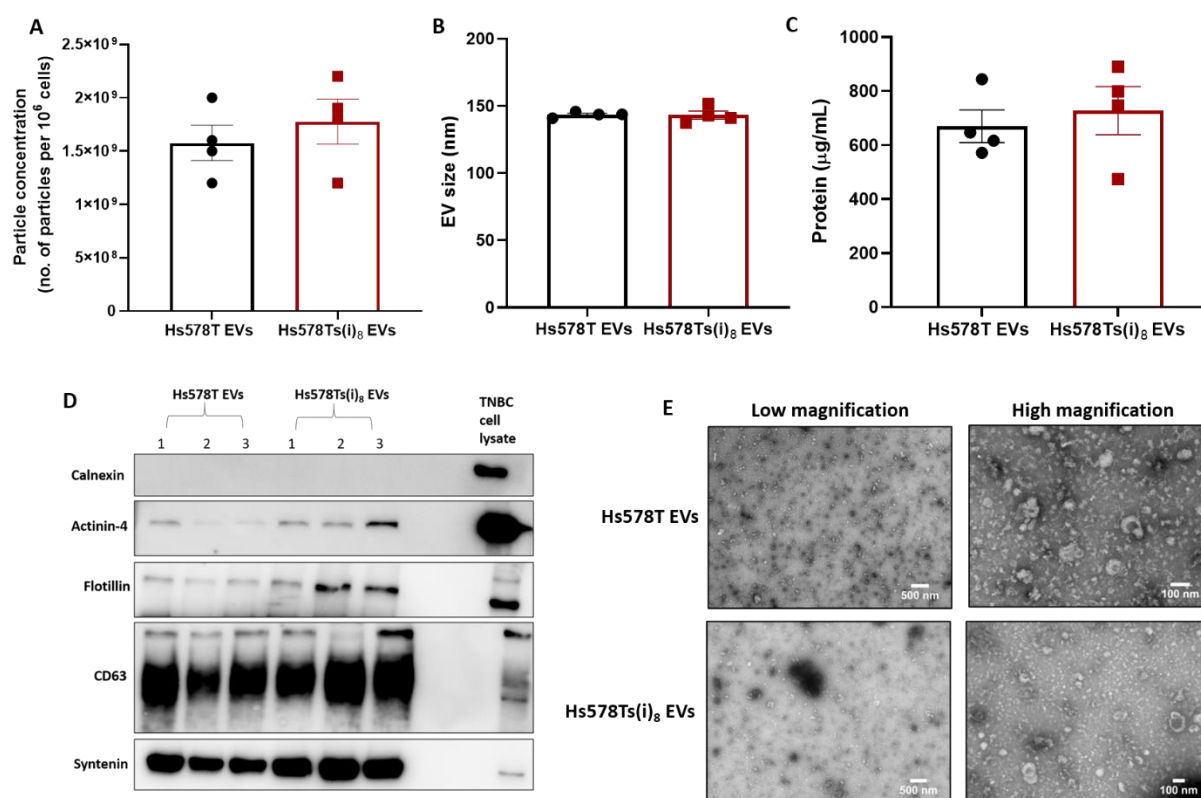 A
Particle concentration
(no. of particles per 10⁶ cells)
2.5×10⁹
2×10⁹
1.5×10⁹
1×10⁹
5×10⁸
0
Hs578T EVs
Hs578Ts(i)₈ EVs
B
EV size (nm)
200
150
100
50
0
Hs578T EVs
Hs578Ts(i)₈ EVs
C
Protein (μg/mL)
1000
800
600
400
200
0
Hs578T EVs
Hs578Ts(i)₈ EVs
D
Hs578T EVs
Hs578Ts(i)₈ EVs
TNBC
cell
lysate
1 2 3 1 2 3
Calnexin
Actinin-4
Flotillin
CD63
Syntenin
E
Low magnification
High magnification
Hs578T EVs
500 nm
100 nm
Hs578Ts(i)₈ EVs
500 nm
100 nm